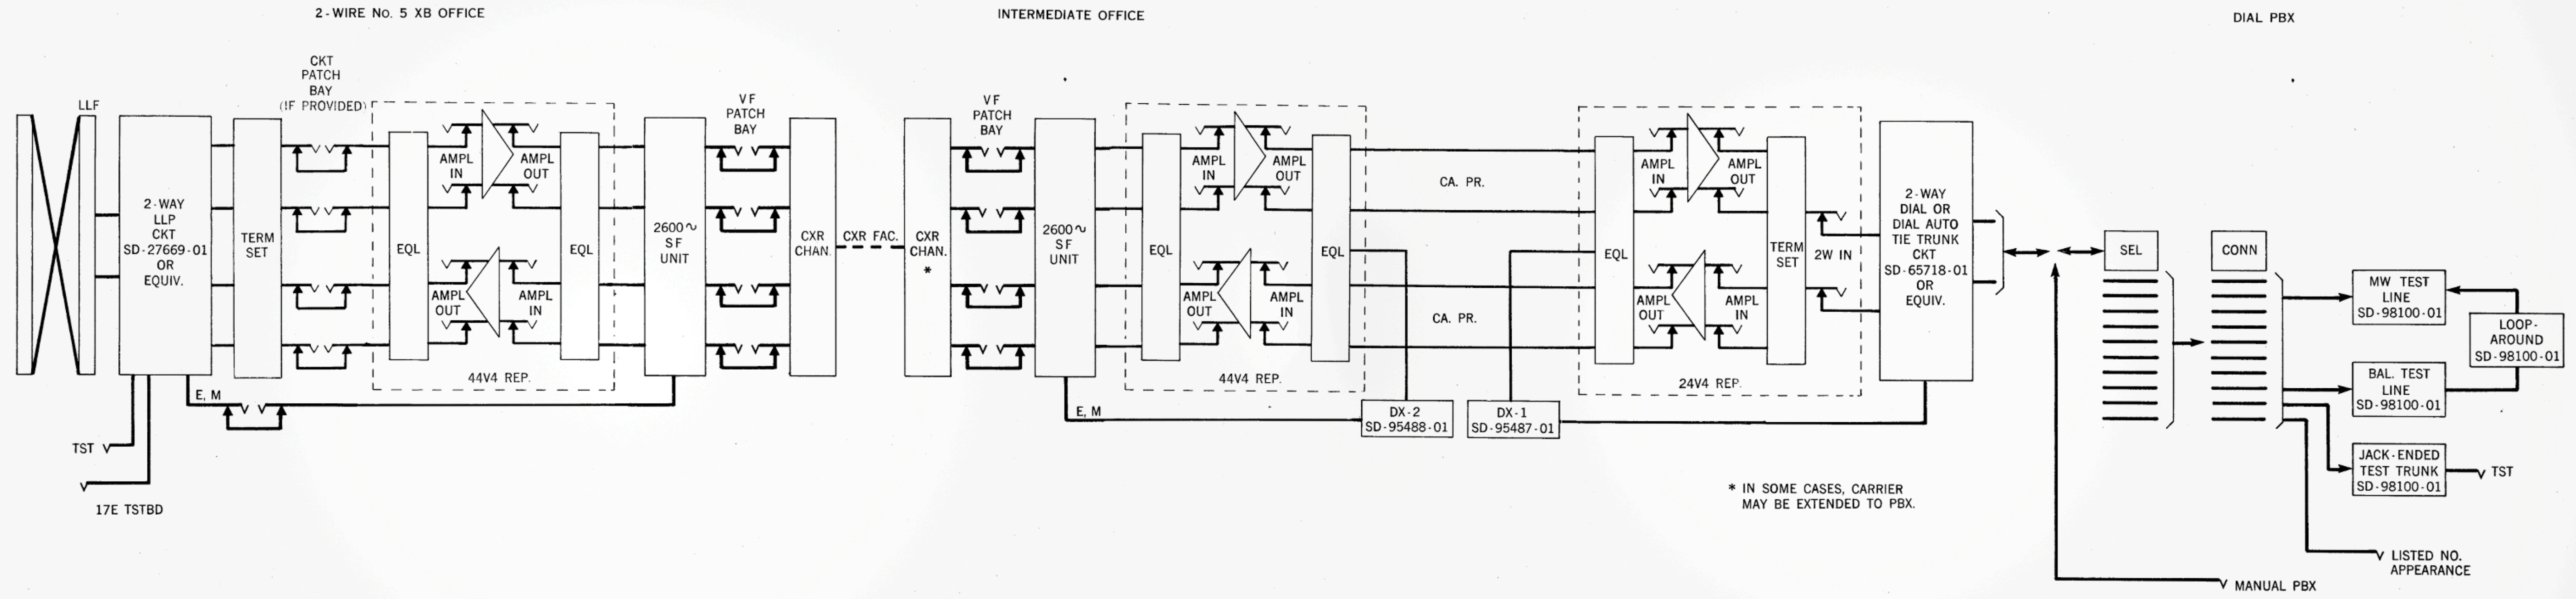 2-WIRE No. 5 XB OFFICE
INTERMEDIATE OFFICE
DIAL PBX
LLF
2-WAY
LLP
CKT
SD-27669-01
OR
EQUIV.
TERM
SET
CKT
PATCH
BAY
(IF PROVIDED)
EQL
AMPL
IN
AMPL
OUT
AMPL
OUT
AMPL
IN
EQL
44V4 REP.
2600~
SF
UNIT
VF
PATCH
BAY
CXR
CHAN.
CXR FAC.
CXR
CHAN.
*
VF
PATCH
BAY
2600~
SF
UNIT
EQL
AMPL
IN
AMPL
OUT
AMPL
OUT
AMPL
IN
EQL
44V4 REP.
CA. PR.
CA. PR.
EQL
AMPL
IN
AMPL
OUT
AMPL
OUT
AMPL
IN
TERM
SET
24V4 REP.
2W IN
2-WAY
DIAL OR
DIAL AUTO
TIE TRUNK
CKT
SD-65718-01
OR
EQUIV.
SEL
CONN
MW TEST
LINE
SD-98100-01
LOOP-
AROUND
SD-98100-01
BAL. TEST
LINE
SD-98100-01
JACK-ENDED
TEST TRUNK
SD-98100-01
TST
E, M
TST
17E TSTBD
E, M
DX-2
SD-95488-01
DX-1
SD-95487-01
* IN SOME CASES, CARRIER
MAY BE EXTENDED TO PBX.
LISTED NO.
APPEARANCE
MANUAL PBX